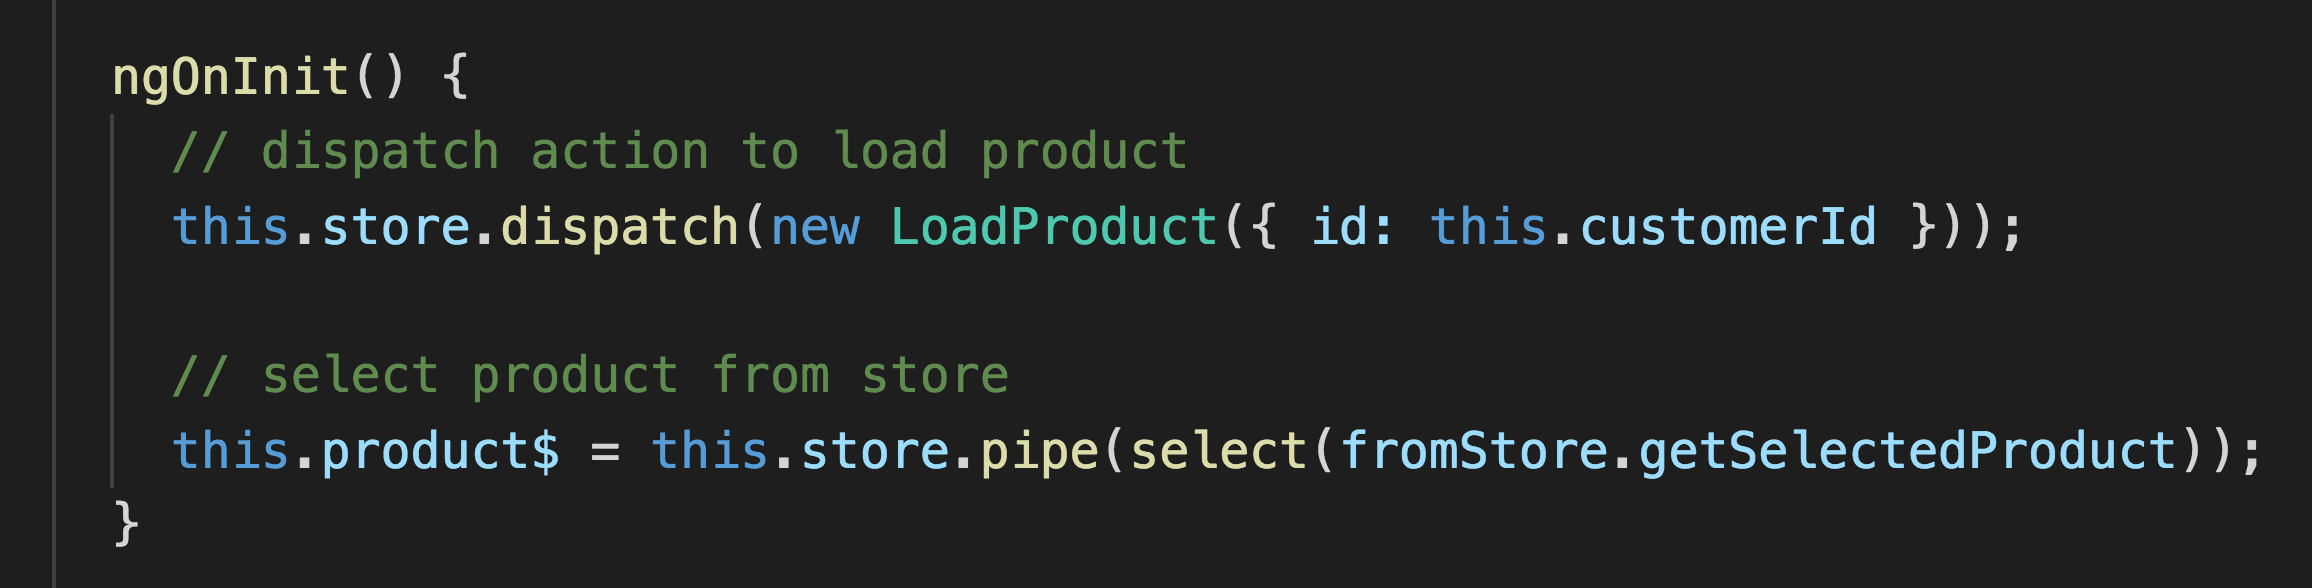 ngOnInit() {
// dispatch action to load product
this.store.dispatch(new LoadProduct({ id: this.customerId }));
// select product from store
this.product$ = this.store.pipe(select(fromStore.getSelectedProduct));
}